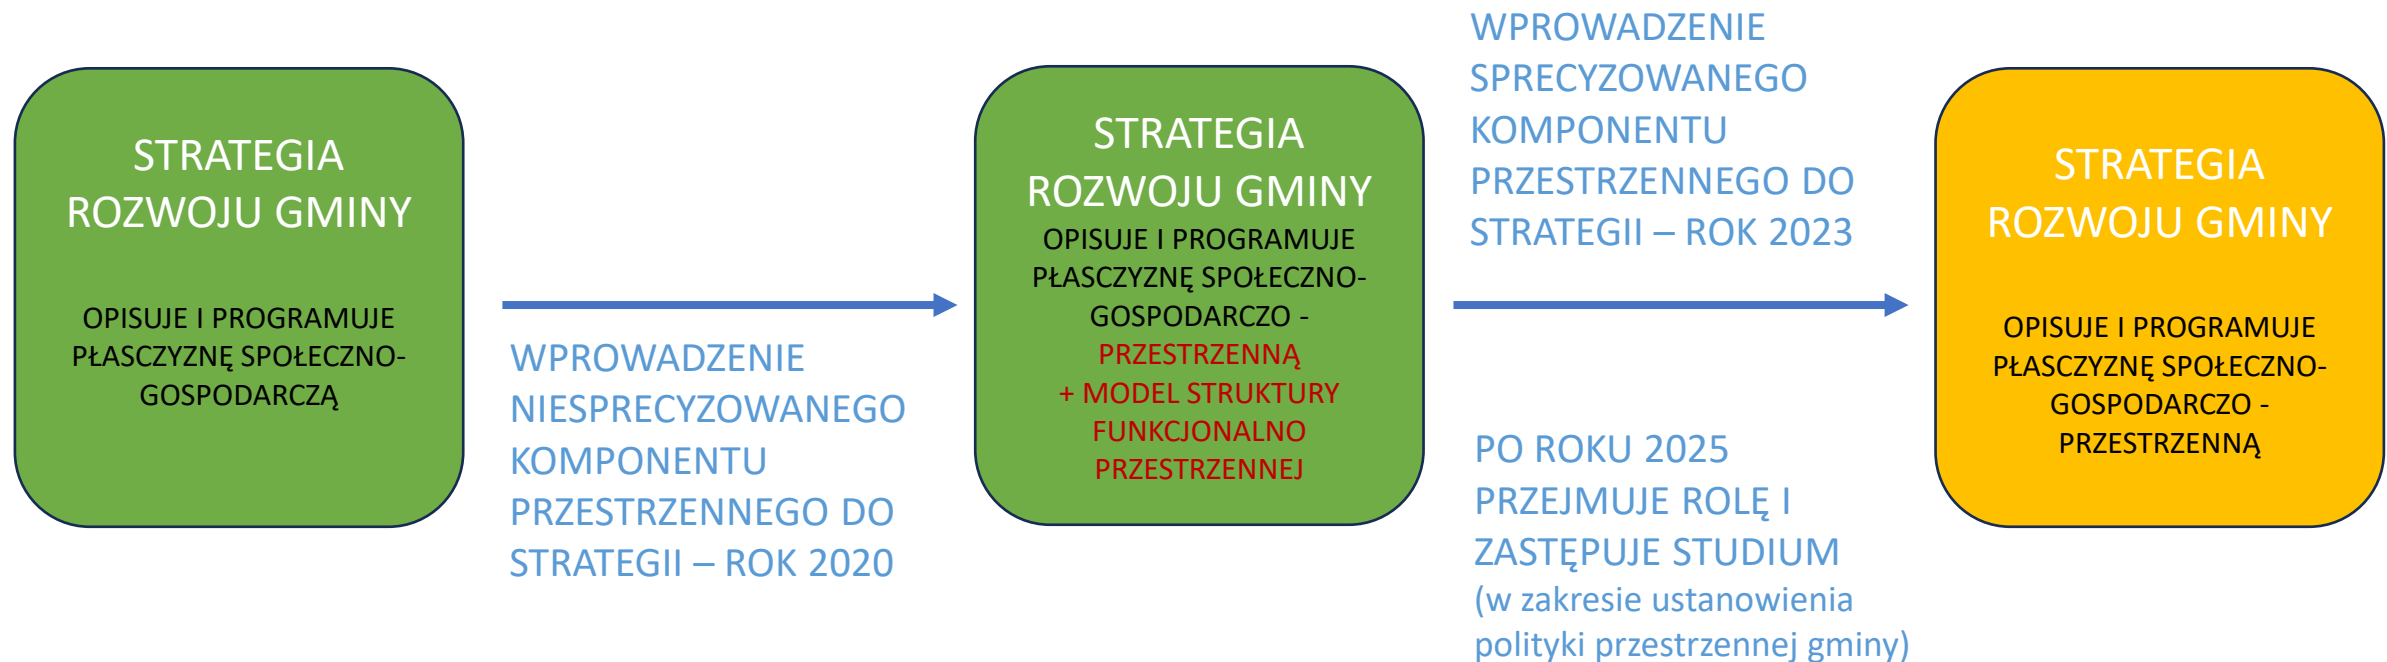 STRATEGIA
ROZWOJU GMINY
OPISUJE I PROGRAMUJE
PŁASCZYZNĘ SPOŁECZNO-
GOSPODARCZĄ
WPROWADZENIE
NIESPRECYZOWANEGO
KOMPONENTU
PRZESTRZENNEGO DO
STRATEGII – ROK 2020
STRATEGIA
ROZWOJU GMINY
OPISUJE I PROGRAMUJE
PŁASCZYZNĘ SPOŁECZNO-
GOSPODARCZO -
PRZESTRZENNĄ
+ MODEL STRUKTURY
FUNKCJONALNO
PRZESTRZENNEJ
WPROWADZENIE
SPRECYZOWANEGO
KOMPONENTU
PRZESTRZENNEGO DO
STRATEGII – ROK 2023
PO ROKU 2025
PRZEJMUJE ROLĘ I
ZASTĘPUJE STUDIUM
(w zakresie ustanowienia
polityki przestrzennej gminy)
STRATEGIA
ROZWOJU GMINY
OPISUJE I PROGRAMUJE
PŁASCZYZNĘ SPOŁECZNO-
GOSPODARCZO -
PRZESTRZENNĄ